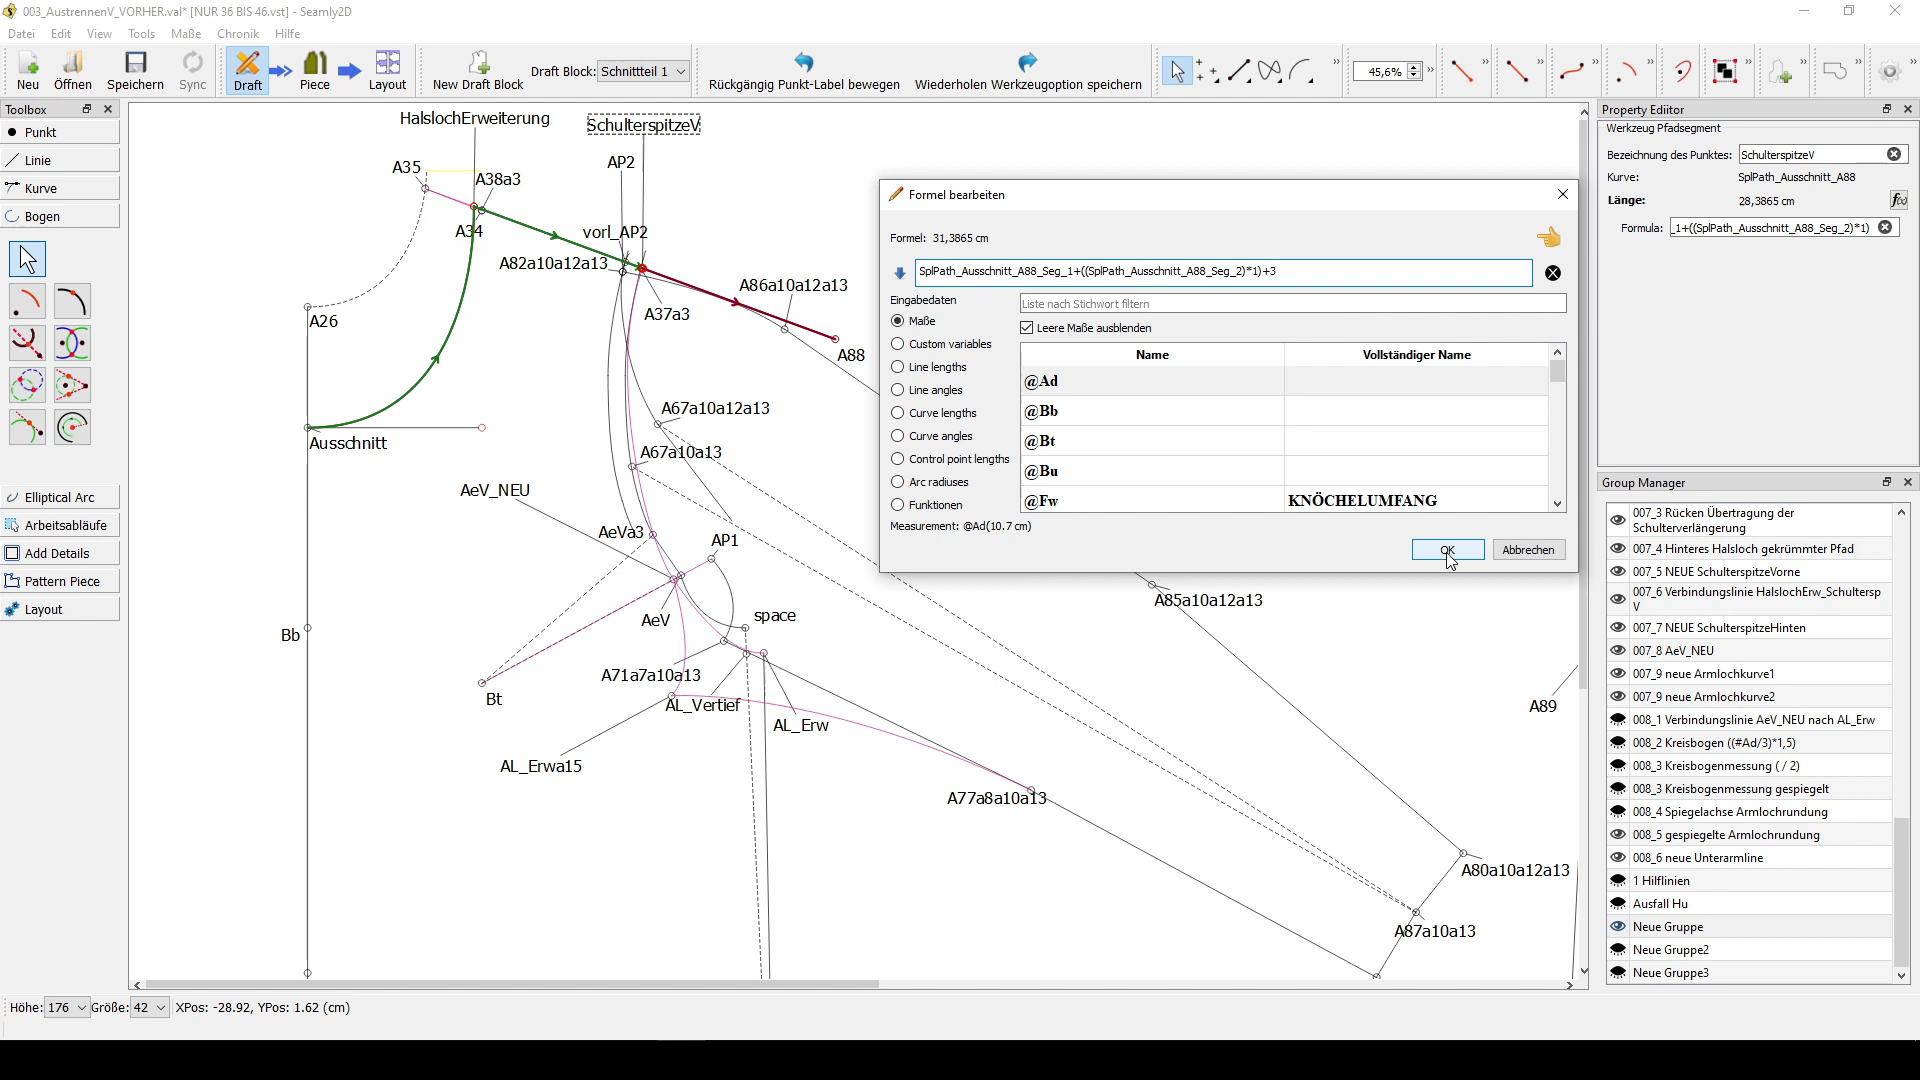 003_AustrennenV_VORHER.val* [NUR 36 BIS 46.vst] - Seamly2D
Datei Edit View Tools Maße Chronik Hilfe
Neu Öffnen Speichern Sync Draft Piece Layout New Draft Block Draft Block: Schnittteil 1 Rückgängig Punkt-Label bewegen Wiederholen Werkzeugoption speichern 45,6%
Toolbox
Punkt
Linie
Kurve
Bogen
Elliptical Arc
Arbeitsabläufe
Add Details
Pattern Piece
Layout
HalslochErweiterung
SchulterspitzeV
AP2
A35
A38a3
A34
vorl_AP2
A82a10a12a13
A86a10a12a13
A37a3
A26
A88
A67a10a12a13
Ausschnitt
A67a10a13
AeV_NEU
AeVa3
AP1
space
AeV
Bb
A71a7a10a13
Bt
AL_Vertief
AL_Erw
AL_Erwa15
A77a8a10a13
A85a10a12a13
A89
A80a10a12a13
A87a10a13
Formel bearbeiten
Formel: 31,3865 cm
SplPath_Ausschnitt_A88_Seg_1+((SplPath_Ausschnitt_A88_Seg_2)*1)+3
Eingabedaten
Liste nach Stichwort filtern
Maße
Leere Maße ausblenden
Custom variables
Line lengths
Line angles
Curve lengths
Curve angles
Control point lengths
Arc radiuses
Funktionen
Name Vollständiger Name
@Ad
@Bb
@Bt
@Bu
@Fw KNÖCHELUMFANG
Measurement: @Ad(10.7 cm)
OK Abbrechen
Property Editor
Werkzeug Pfadsegment
Bezeichnung des Punktes: SchulterspitzeV
Kurve: SplPath_Ausschnitt_A88
Länge: 28,3865 cm
Formula: _1+((SplPath_Ausschnitt_A88_Seg_2)*1)
Group Manager
007_3 Rücken Übertragung der
Schulterverlängerung
007_4 Hinteres Halsloch gekrümmter Pfad
007_5 NEUE SchulterspitzeVorne
007_6 Verbindungslinie HalslochErw_Schultersp
V
007_7 NEUE SchulterspitzeHinten
007_8 AeV_NEU
007_9 neue Armlochkurve1
007_9 neue Armlochkurve2
008_1 Verbindungslinie AeV_NEU nach AL_Erw
008_2 Kreisbogen ((#Ad/3)*1,5)
008_3 Kreisbogenmessung ( / 2)
008_3 Kreisbogenmessung gespiegelt
008_4 Spiegelachse Armlochrundung
008_5 gespiegelte Armlochrundung
008_6 neue Unterarmline
1 Hilflinien
Ausfall Hu
Neue Gruppe
Neue Gruppe2
Neue Gruppe3
Höhe: 176 Größe: 42 XPos: -28.92, YPos: 1.62 (cm)